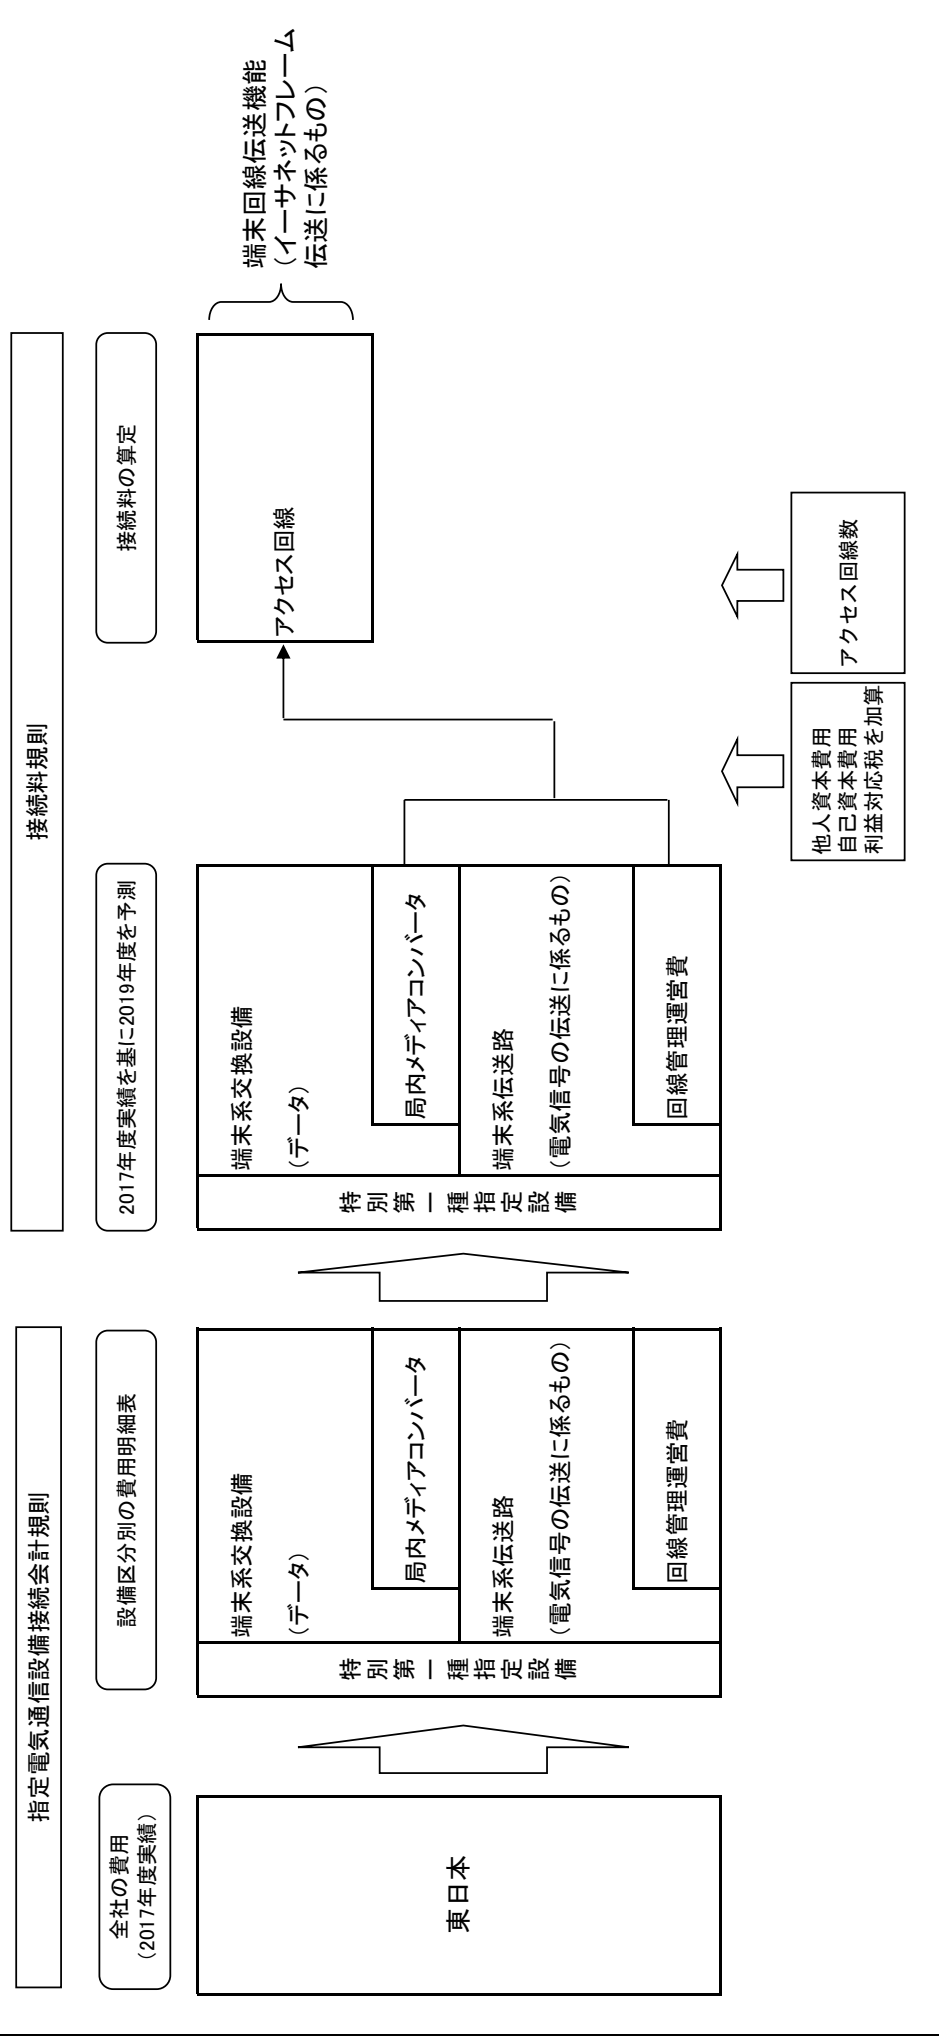 指定電気通信設備接続会計規則
接続料規則
全社の費用
（2017年度実績）
設備区分別の費用明細表
2017年度実績を基に2019年度を予測
接続料の算定
東日本
特別第一種指定設備
端末系交換設備
（データ）
局内メディアコンバータ
端末系伝送路
（電気信号の伝送に係るもの）
回線管理運営費
特別第一種指定設備
端末系交換設備
（データ）
局内メディアコンバータ
端末系伝送路
（電気信号の伝送に係るもの）
回線管理運営費
アクセス回線
端末回線伝送機能
（イーサネットフレーム
伝送に係るもの）
他人資本費用
自己資本費用
利益対応税を加算
アクセス回線数